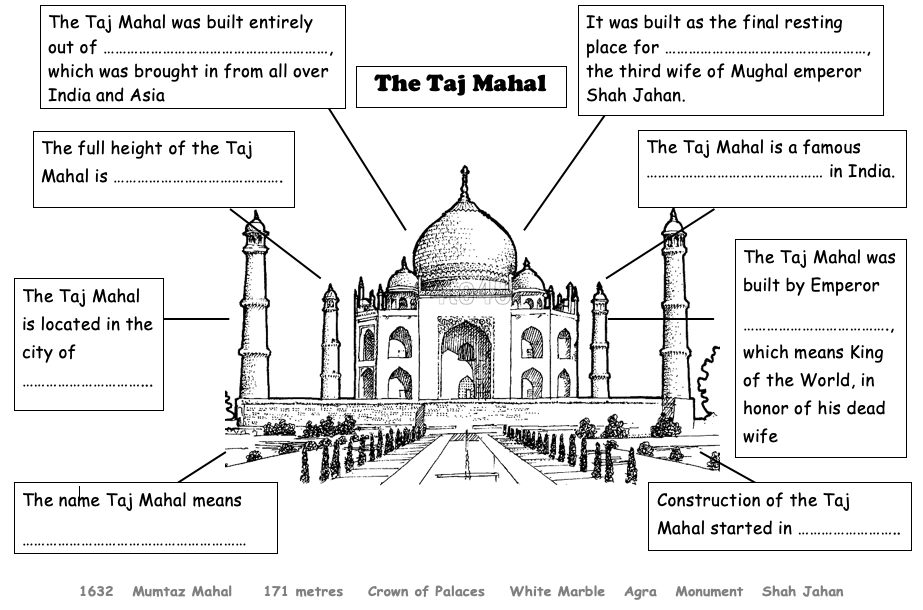 The Taj Mahal was built entirely
out of ……………………………………………………,
which was brought in from all over
India and Asia
It was built as the final resting
place for ………………………………………………,
the third wife of Mughal emperor
Shah Jahan.
The Taj Mahal
The full height of the Taj
Mahal is …………………………………….
The Taj Mahal is a famous
………………………………………… in India.
The Taj Mahal
is located in the
city of
……………………………..
The Taj Mahal was
built by Emperor
…………………………………,
which means King
of the World, in
honor of his dead
wife
The name Taj Mahal means
……………………………………………………
Construction of the Taj
Mahal started in ……………………..
1632 Mumtaz Mahal 171 metres Crown of Palaces White Marble Agra Monument Shah Jahan